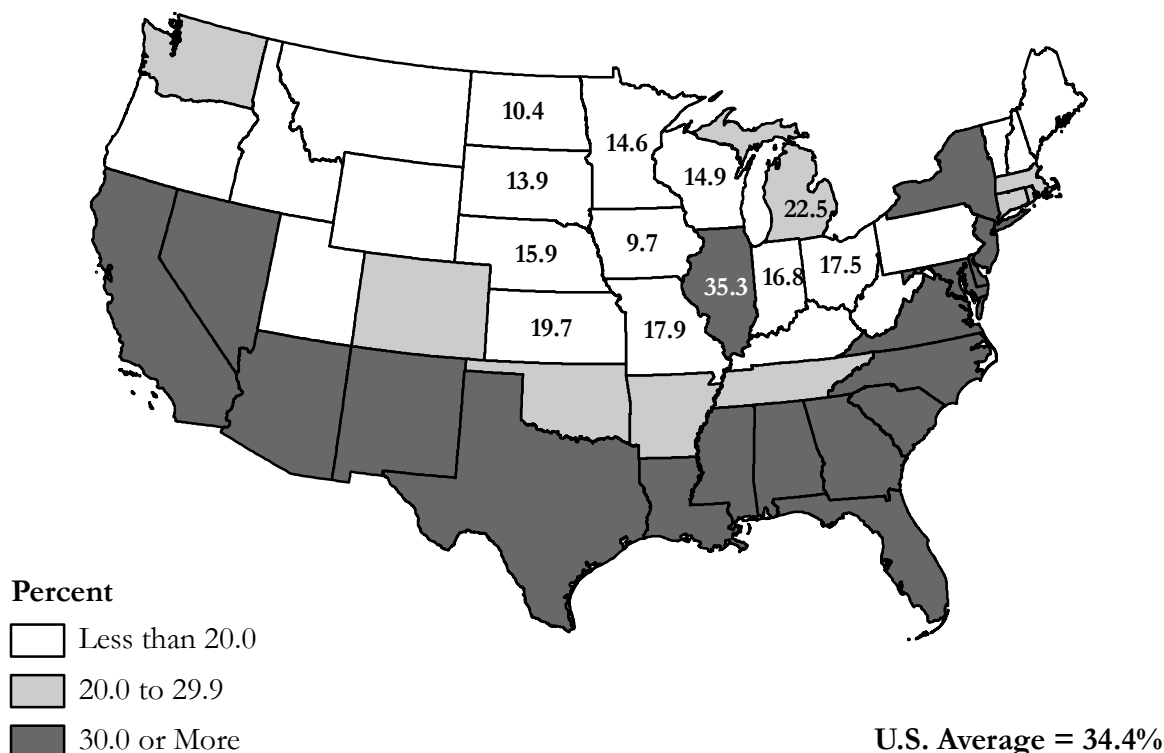 10.4
14.6
13.9
14.9
22.5
15.9
9.7
35.3
16.8
17.5
19.7
17.9
Percent
Less than 20.0
20.0 to 29.9
30.0 or More
U.S. Average = 34.4%